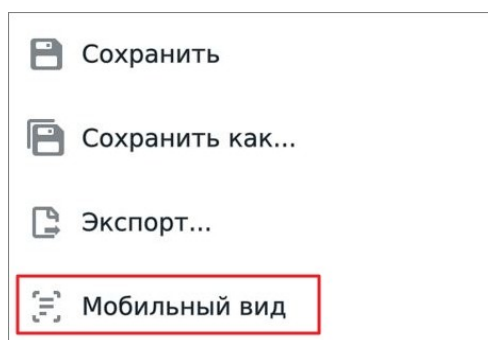 Сохранить
Сохранить как...
Экспорт...
Мобильный вид